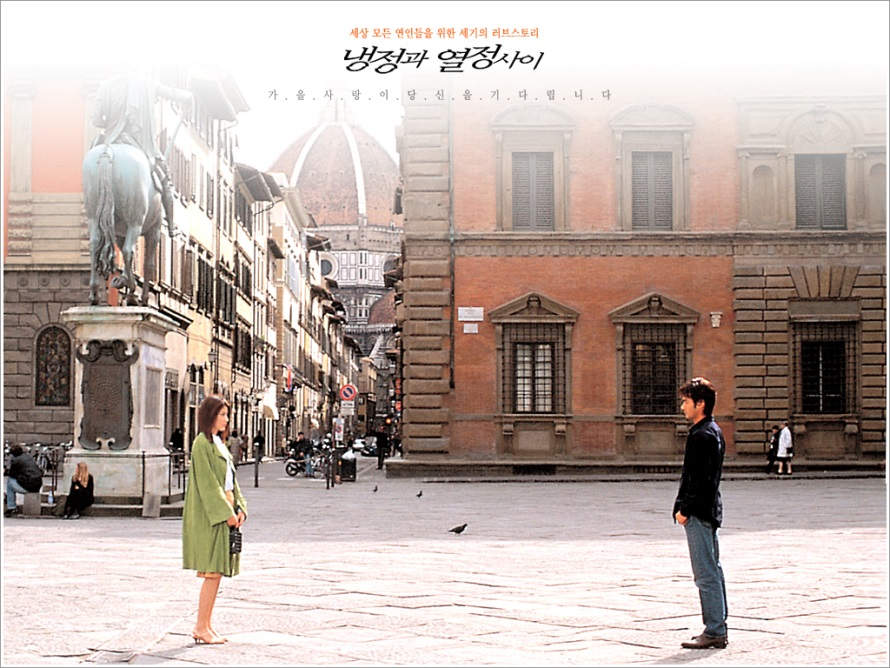 세상 모든 연인들을 위한 세기의 러브스토리
냉정과 열정사이
가.을.사.랑.이.당.신.을.기.다.립.니.다